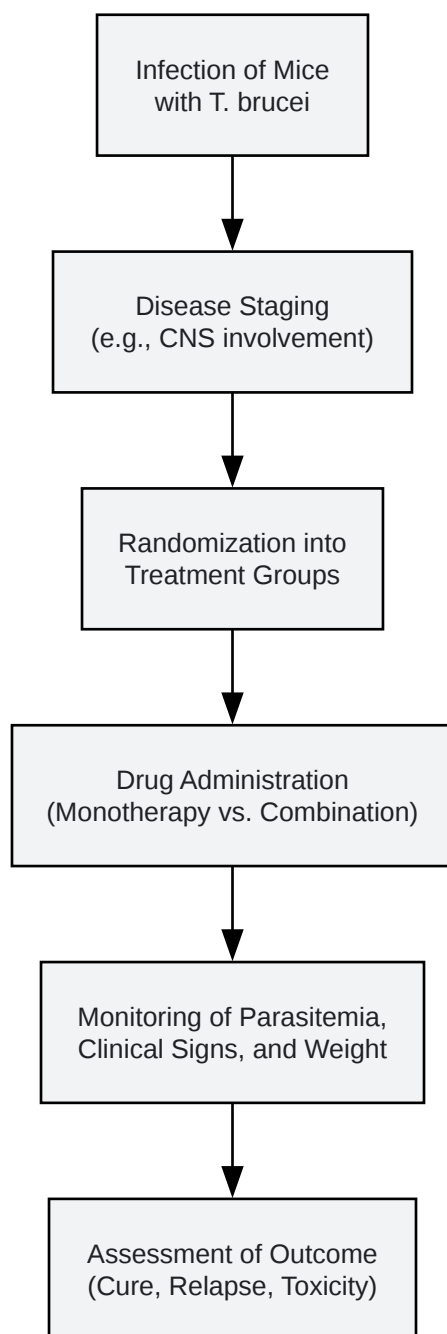 Infection of Mice
with T. brucei
Disease Staging
(e.g., CNS involvement)
Randomization into
Treatment Groups
Drug Administration
(Monotherapy vs. Combination)
Monitoring of Parasitemia,
Clinical Signs, and Weight
Assessment of Outcome
(Cure, Relapse, Toxicity)